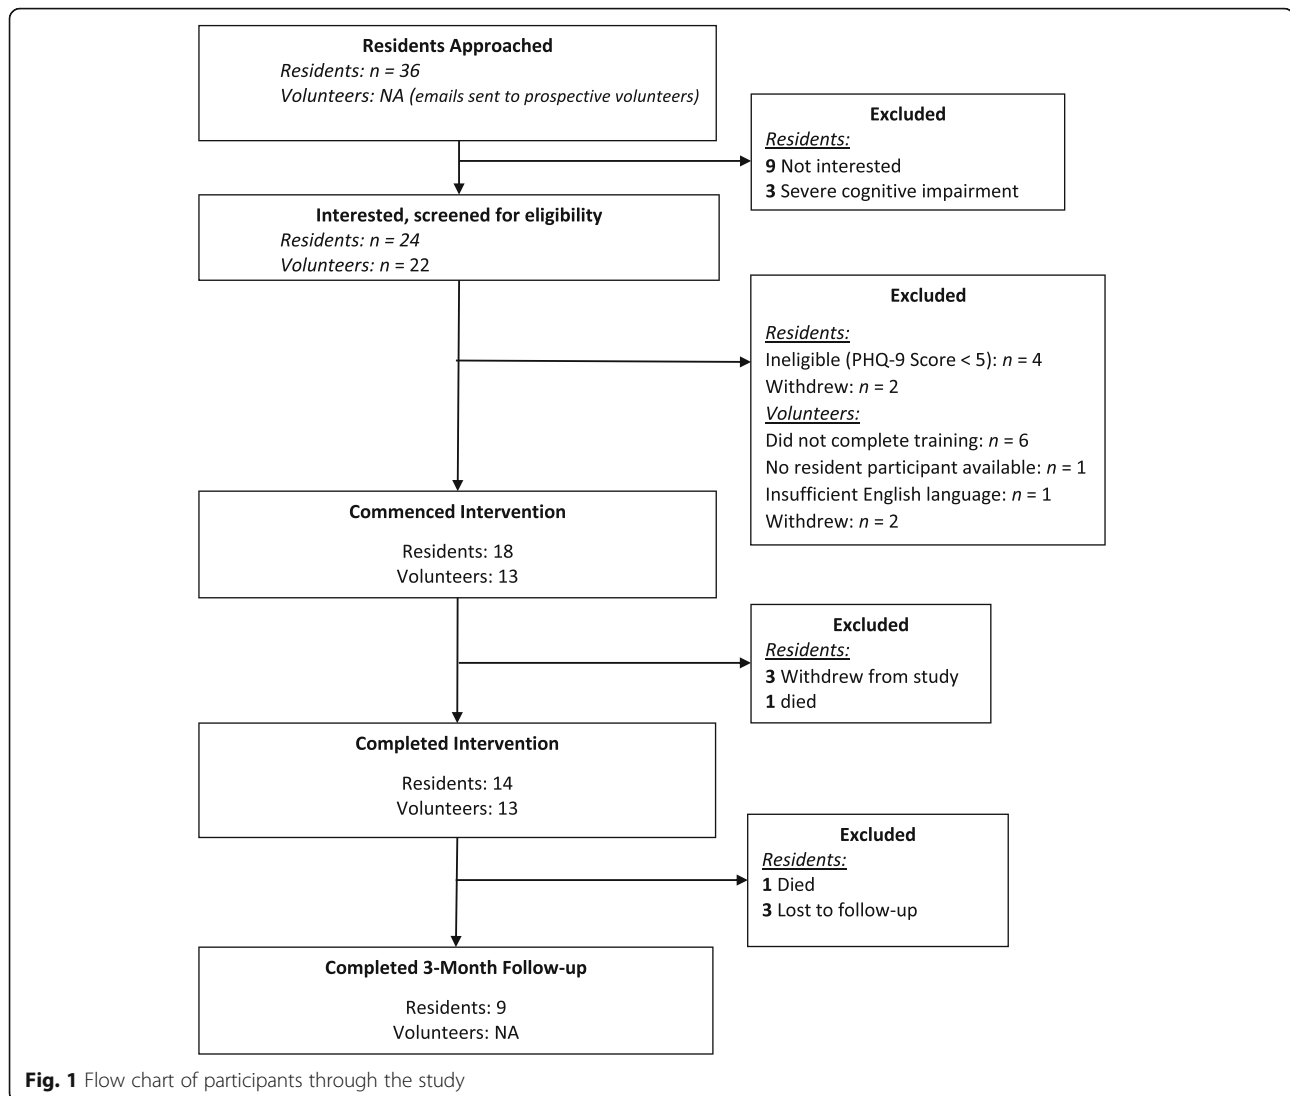 Residents Approached
Residents: n = 36
Volunteers: NA (emails sent to prospective volunteers)
Excluded
Residents:
9 Not interested
3 Severe cognitive impairment
Interested, screened for eligibility
Residents: n = 24
Volunteers: n = 22
Excluded
Residents:
Ineligible (PHQ-9 Score < 5): n = 4
Withdrew: n = 2
Volunteers:
Did not complete training: n = 6
No resident participant available: n = 1
Insufficient English language: n = 1
Withdrew: n = 2
Commenced Intervention
Residents: 18
Volunteers: 13
Excluded
Residents:
3 Withdrew from study
1 died
Completed Intervention
Residents: 14
Volunteers: 13
Excluded
Residents:
1 Died
3 Lost to follow-up
Completed 3-Month Follow-up
Residents: 9
Volunteers: NA
Fig. 1 Flow chart of participants through the study